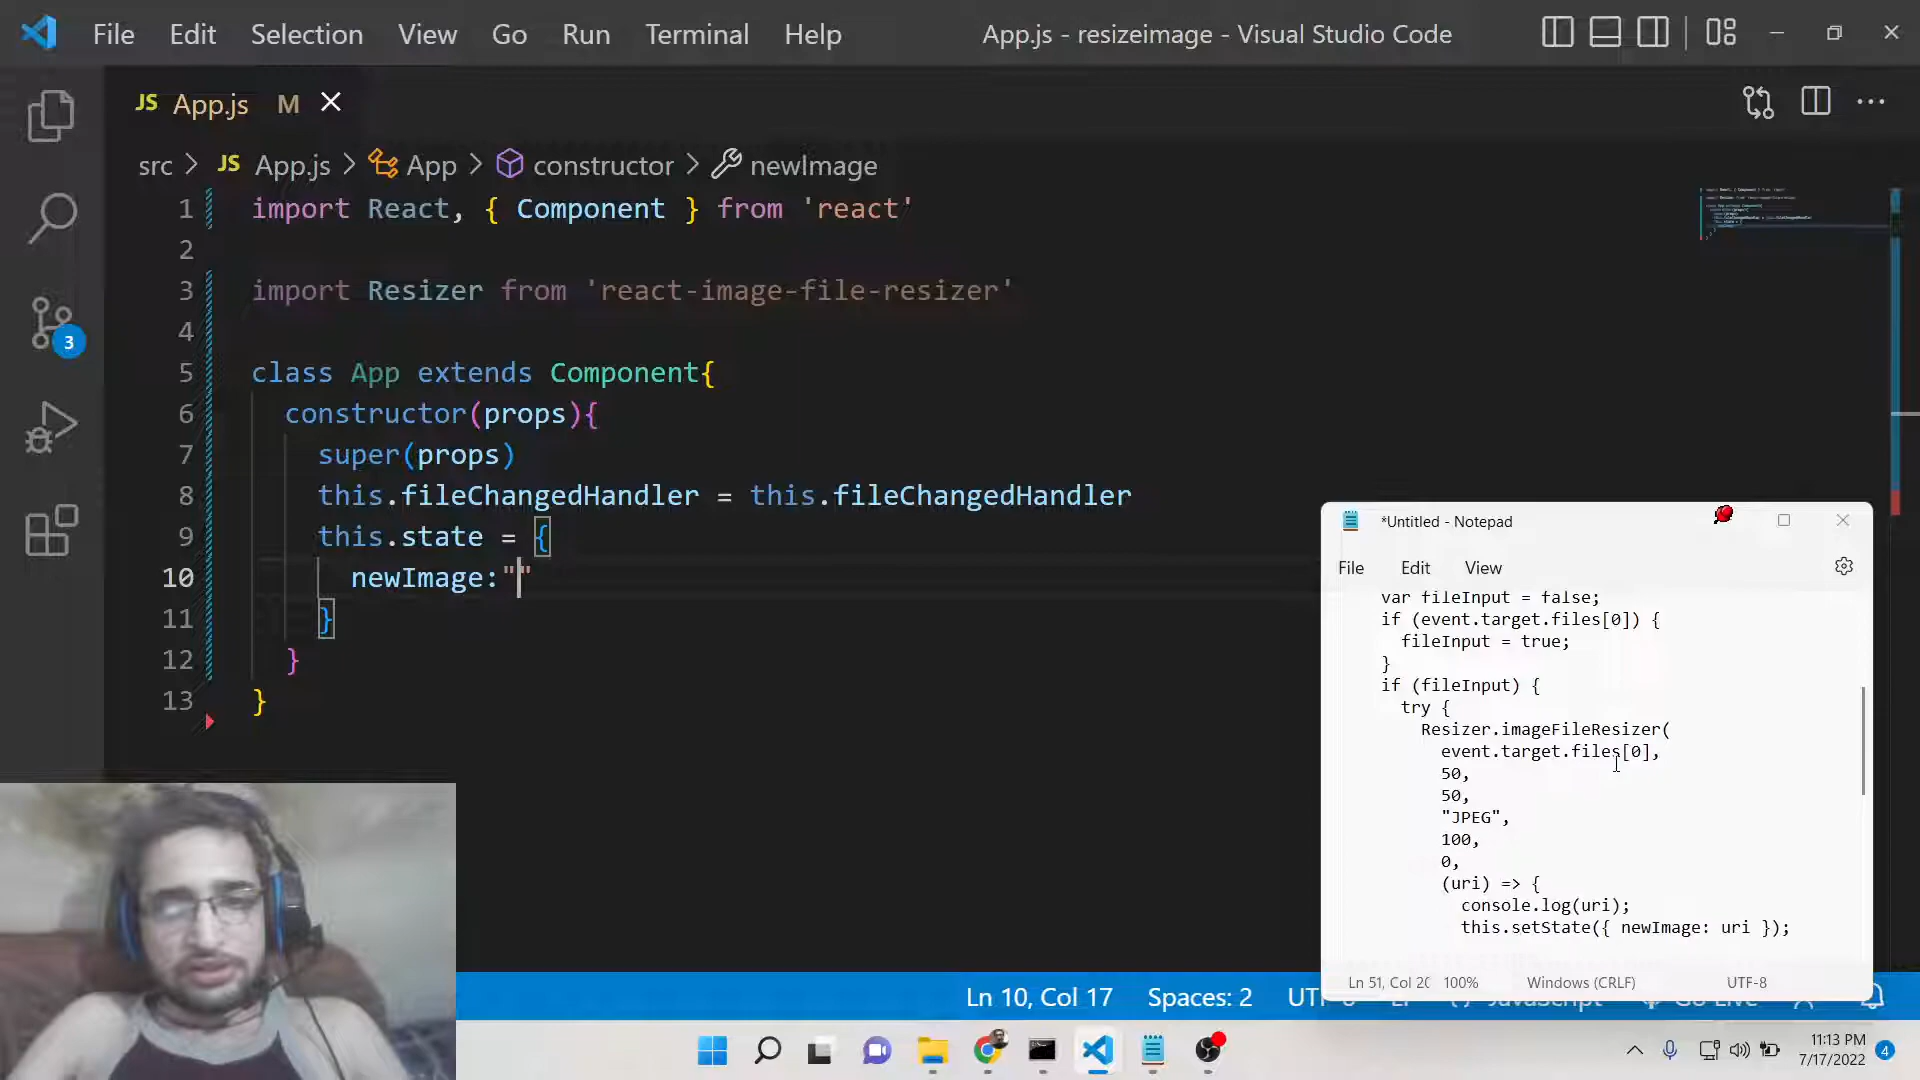 File Edit Selection View Go Run Terminal Help App.js - resizeimage - Visual Studio Code
JS App.js M
src > JS App.js > App > constructor > newImage
1 import React, { Component } from 'react'
2
3 import Resizer from 'react-image-file-resizer'
4
5 class App extends Component{
6 constructor(props){
7 super(props)
8 this.fileChangedHandler = this.fileChangedHandler
9 this.state = {
10 newImage:""
11 }
12 }
13 }
3
*Untitled - Notepad
File Edit View
var fileInput = false;
if (event.target.files[0]) {
fileInput = true;
}
if (fileInput) {
try {
Resizer.imageFileResizer(
event.target.files[0],
50,
50,
"JPEG",
100,
0,
(uri) => {
console.log(uri);
this.setState({ newImage: uri });
Ln 51, Col 20 100% Windows (CRLF) UTF-8
Ln 10, Col 17 Spaces: 2
11:13 PM
7/17/2022
4